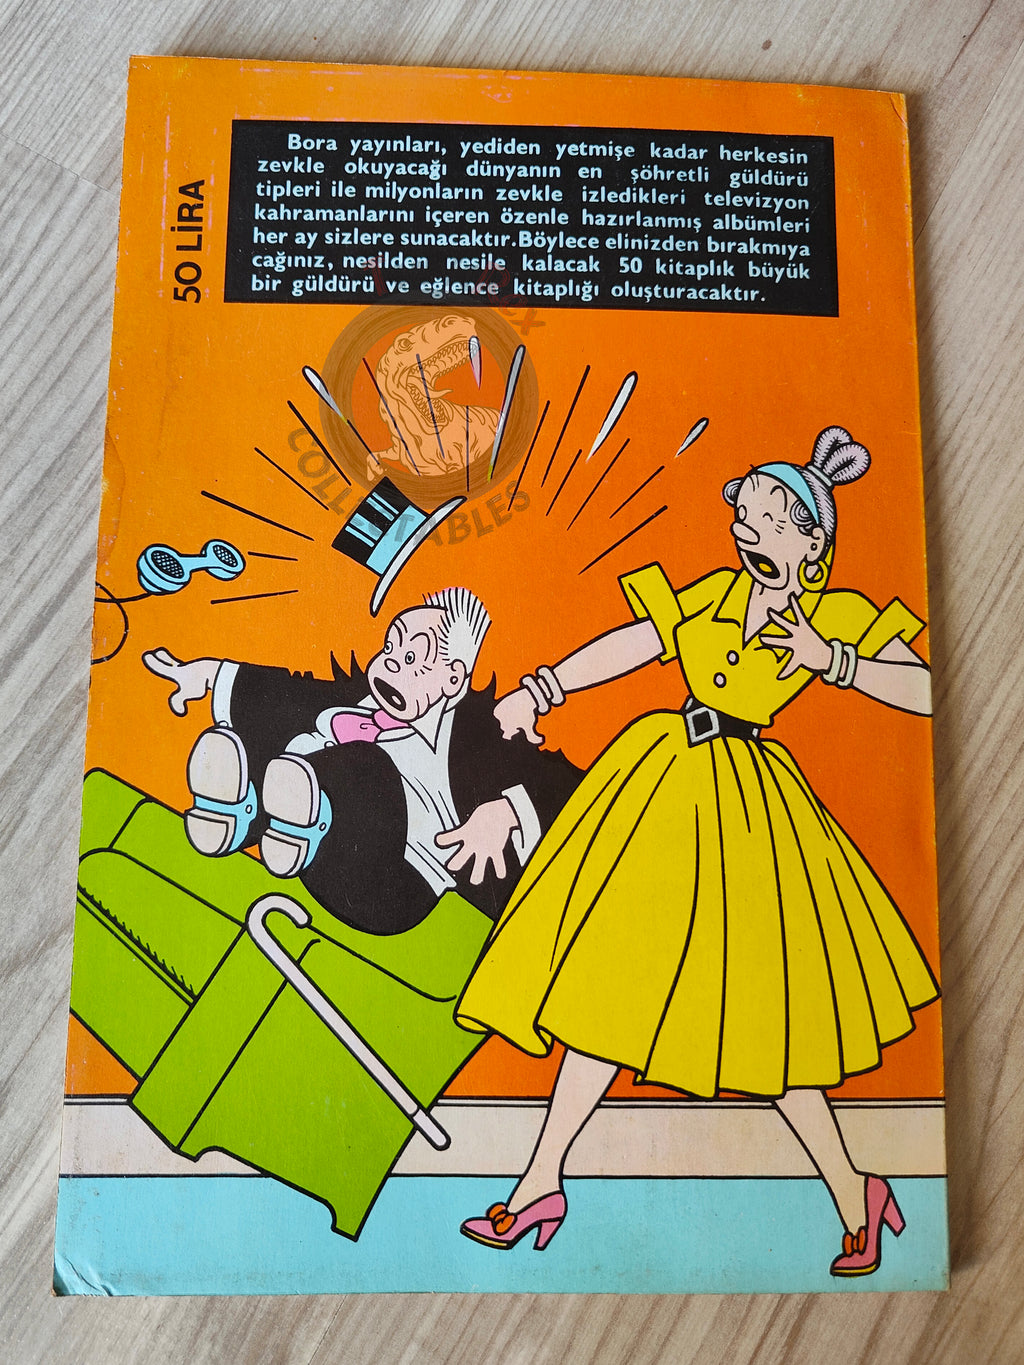 Bora yayınları, yediden yetmişe kadar herkesin
zevkle okuyacağı dünyanın en şöhretli güldürü
tipleri ile milyonların zevkle izledikleri televizyon
kahramanlarını içeren özenle hazırlanmış albümleri
her ay sizlere sunacaktır.Böylece elinizden bırakmıya
cağınız, nesilden nesile kalacak 50 kitaplık büyük
bir güldürü ve eğlence kitaplığı oluşturacaktır.
50 LİRA